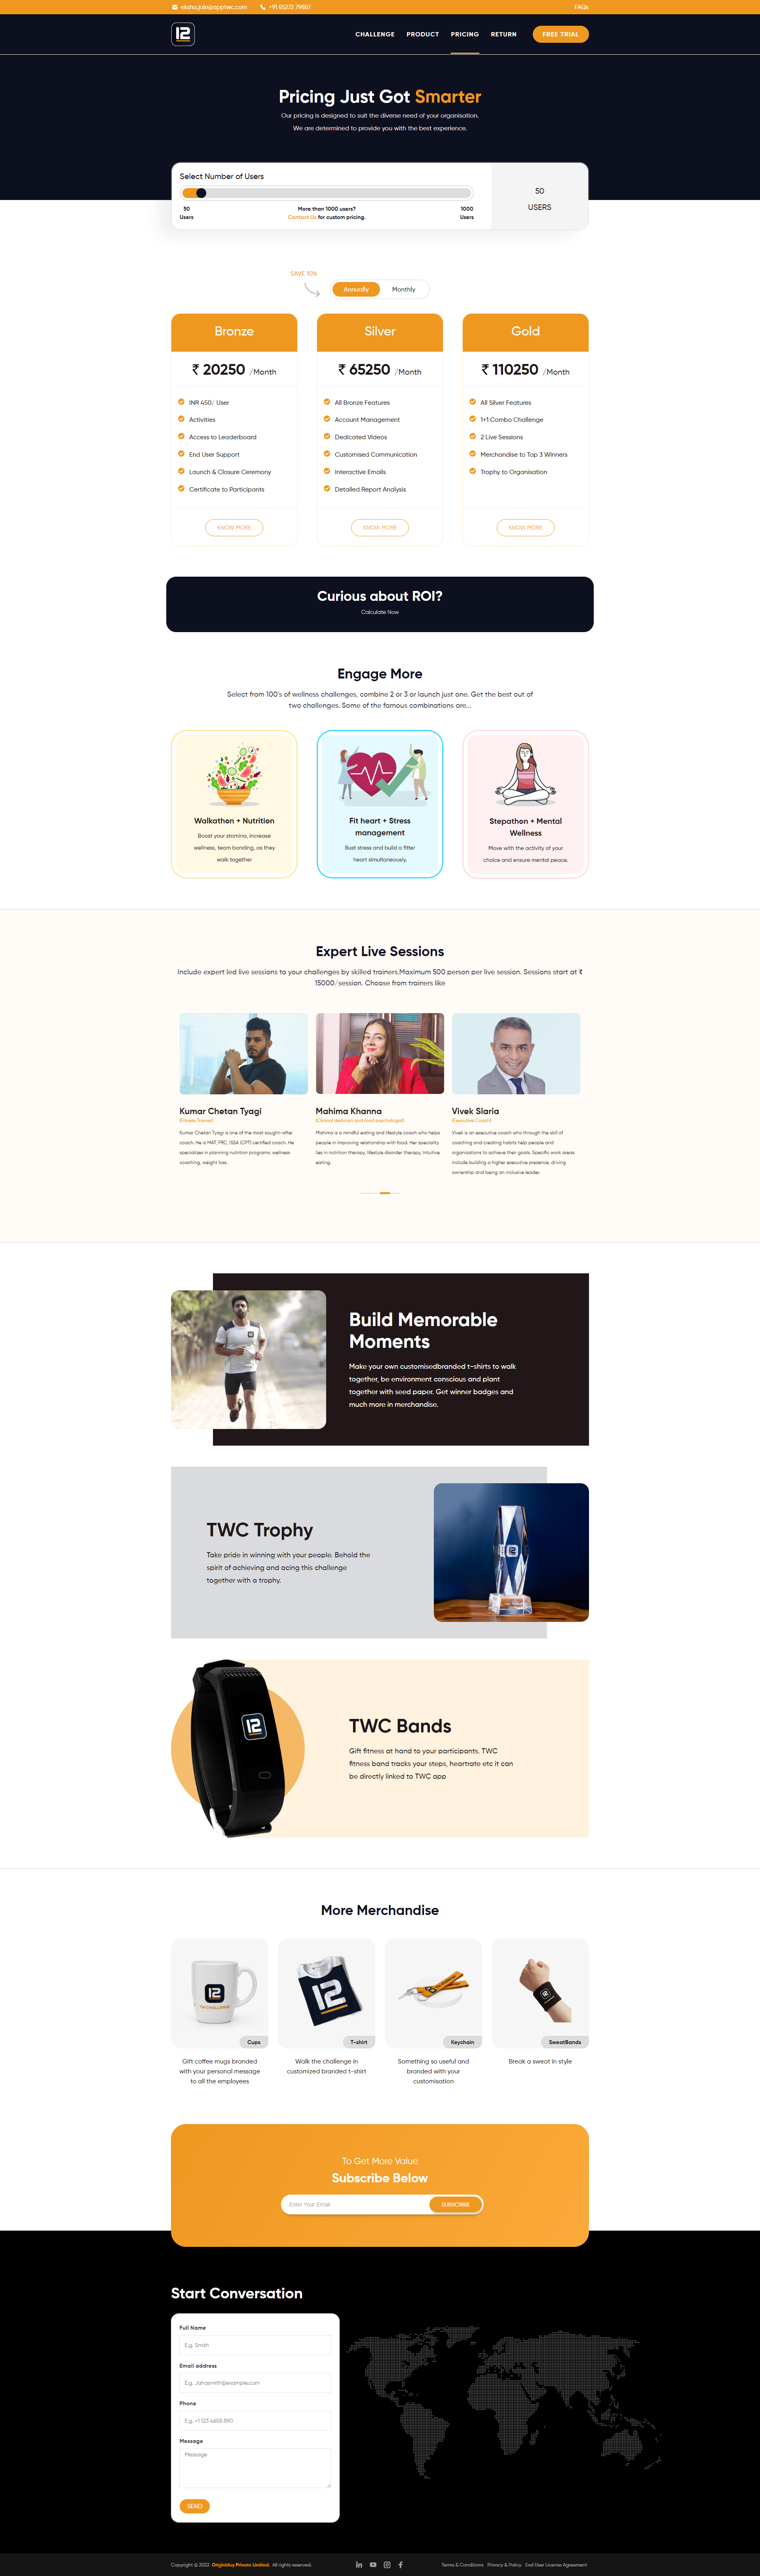 eksha.jain@apptwc.com +91 85272 79887 FAQs
12 CHALLENGE PRODUCT PRICING RETURN FREE TRIAL
Pricing Just Got Smarter
Our pricing is designed to suit the diverse need of your organisation.
We are determined to provide you with the best experience.
Select Number of Users
50
Users
More than 1000 users?
Contact Us for custom pricing.
1000
Users
50
USERS
SAVE 10%
Annually Monthly
Bronze
₹ 20250 /Month
INR 450/ User
Activities
Access to Leaderboard
End User Support
Launch & Closure Ceremony
Certificate to Participants
KNOW MORE
Silver
₹ 65250 /Month
All Bronze Features
Account Management
Dedicated Videos
Customised Communication
Interactive Emails
Detailed Report Analysis
KNOW MORE
Gold
₹ 110250 /Month
All Silver Features
1+1 Combo Challenge
2 Live Sessions
Merchandise to Top 3 Winners
Trophy to Organisation
KNOW MORE
Curious about ROI?
Calculate Now
Engage More
Select from 100's of wellness challenges, combine 2 or 3 or launch just one. Get the best out of
two challenges. Some of the famous combinations are...
Walkathon + Nutrition
Boost your stamina, increase
wellness, team bonding, as they
walk together
Fit heart + Stress
management
Bust stress and build a fitter
heart simultaneously.
Stepathon + Mental
Wellness
Move with the activity of your
choice and ensure mental peace.
Expert Live Sessions
Include expert led live sessions to your challenges by skilled trainers.Maximum 500 person per live session. Sessions start at ₹
15000/session. Choose from trainers like
Kumar Chetan Tyagi
(Fitness Trainer)
Kumar Chetan Tyagi is one of the most sought-after
coach. He is MAT, FRC, ISSA (CPT) certified coach. He
specializes in planning nutrition programs, wellness
coaching, weight loss.
Mahima Khanna
(Clinical dietician and food psychologist)
Mahima is a mindful eating and lifestyle coach who helps
people in improving relationship with food. Her speciality
lies in nutrition therapy, lifestyle disorder therapy, Intuitive
eating.
Vivek Slaria
(Executive Coach)
Vivek is an executive coach who through the skill of
coaching and creating habits help people and
organizations to achieve their goals. Specific work areas
include building a higher executive presence, driving
ownership and being an inclusive leader.
Build Memorable
Moments
Make your own customisedbranded t-shirts to walk
together, be environment conscious and plant
together with seed paper. Get winner badges and
much more in merchandise.
TWC Trophy
Take pride in winning with your people. Behold the
spirit of achieving and acing this challenge
together with a trophy.
12
12
TWC Bands
Gift fitness at hand to your participants. TWC
fitness band tracks your steps, heartrate etc it can
be directly linked to TWC app
More Merchandise
12
Cups
Gift coffee mugs branded
with your personal message
to all the employees
12
T-shirt
Walk the challenge in
customized branded t-shirt
Keychain
Something so useful and
branded with your
customisation
12
SweatBands
Break a sweat in style
To Get More Value
Subscribe Below
Enter Your Email SUBSCRIBE
Start Conversation
Full Name
E.g. Smith
Email address
E.g. Johasmith@example.com
Phone
E.g. +1 123 4658 890
Message
Message
SEND
Copyright @ 2022 Originbluy Private Limited. All rights reserved. Terms & Conditions Privacy & Policy End User License Agreement